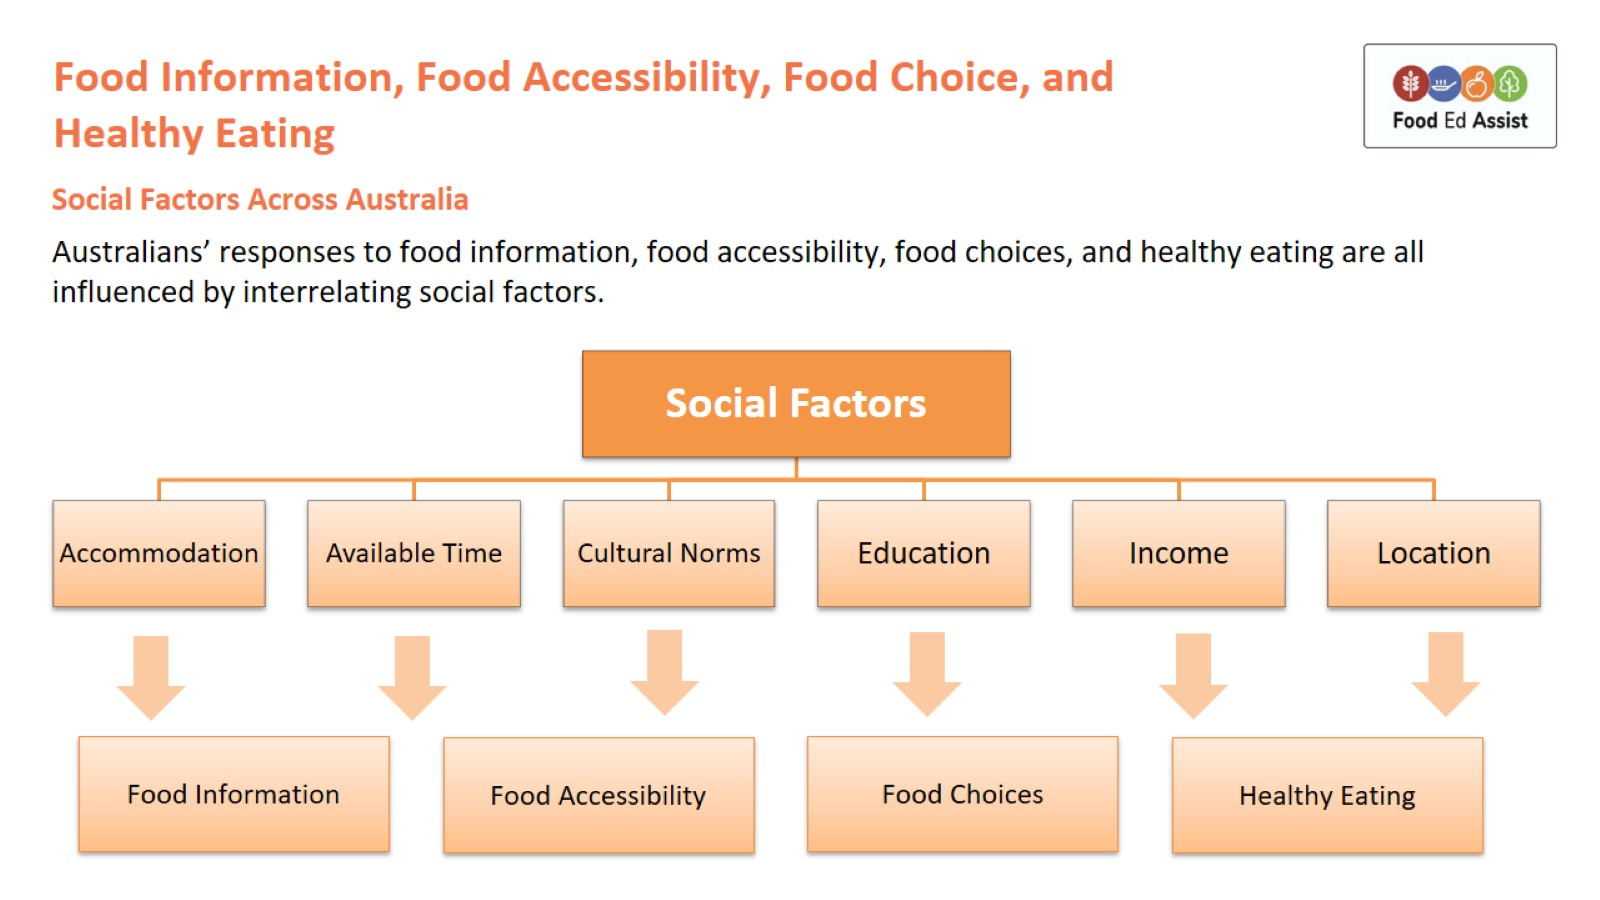 Food Information, Food Accessibility, Food Choice, and
Healthy Eating
Food Ed Assist
Social Factors Across Australia
Australians’ responses to food information, food accessibility, food choices, and healthy eating are all
influenced by interrelating social factors.
Social Factors
Accommodation
Available Time
Cultural Norms
Education
Income
Location
Food Information
Food Accessibility
Food Choices
Healthy Eating